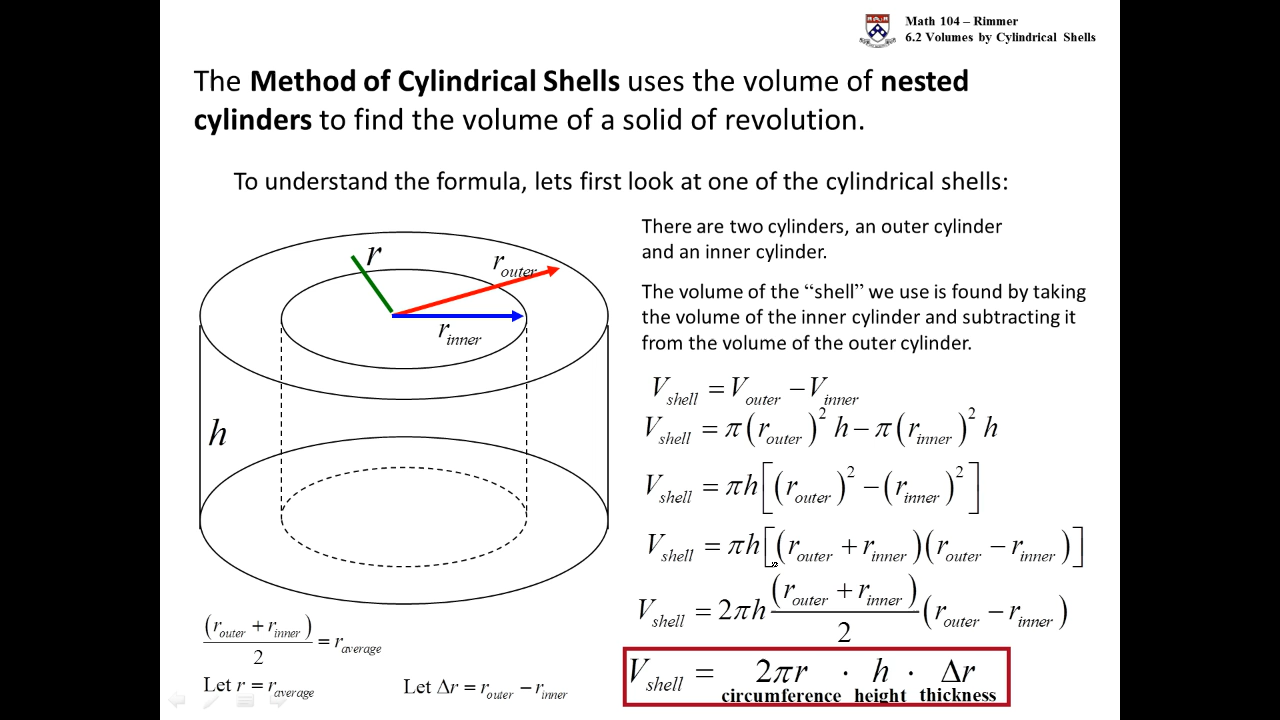 Math 104 – Rimmer
6.2 Volumes by Cylindrical Shells
The Method of Cylindrical Shells uses the volume of nested
cylinders to find the volume of a solid of revolution.
To understand the formula, lets first look at one of the cylindrical shells:
There are two cylinders, an outer cylinder
and an inner cylinder.
The volume of the “shell” we use is found by taking
the volume of the inner cylinder and subtracting it
from the volume of the outer cylinder.
r
r_outer
r_inner
h
V_shell = V_outer − V_inner
V_shell = π(r_outer)² h − π(r_inner)² h
V_shell = πh[(r_outer)² − (r_inner)²]
V_shell = πh[(r_outer + r_inner)(r_outer − r_inner)]
V_shell = 2πh (r_outer + r_inner)/2 (r_outer − r_inner)
V_shell = 2πr · h · Δr
circumference height thickness
(r_outer + r_inner)/2 = r_average
Let r = r_average
Let Δr = r_outer − r_inner